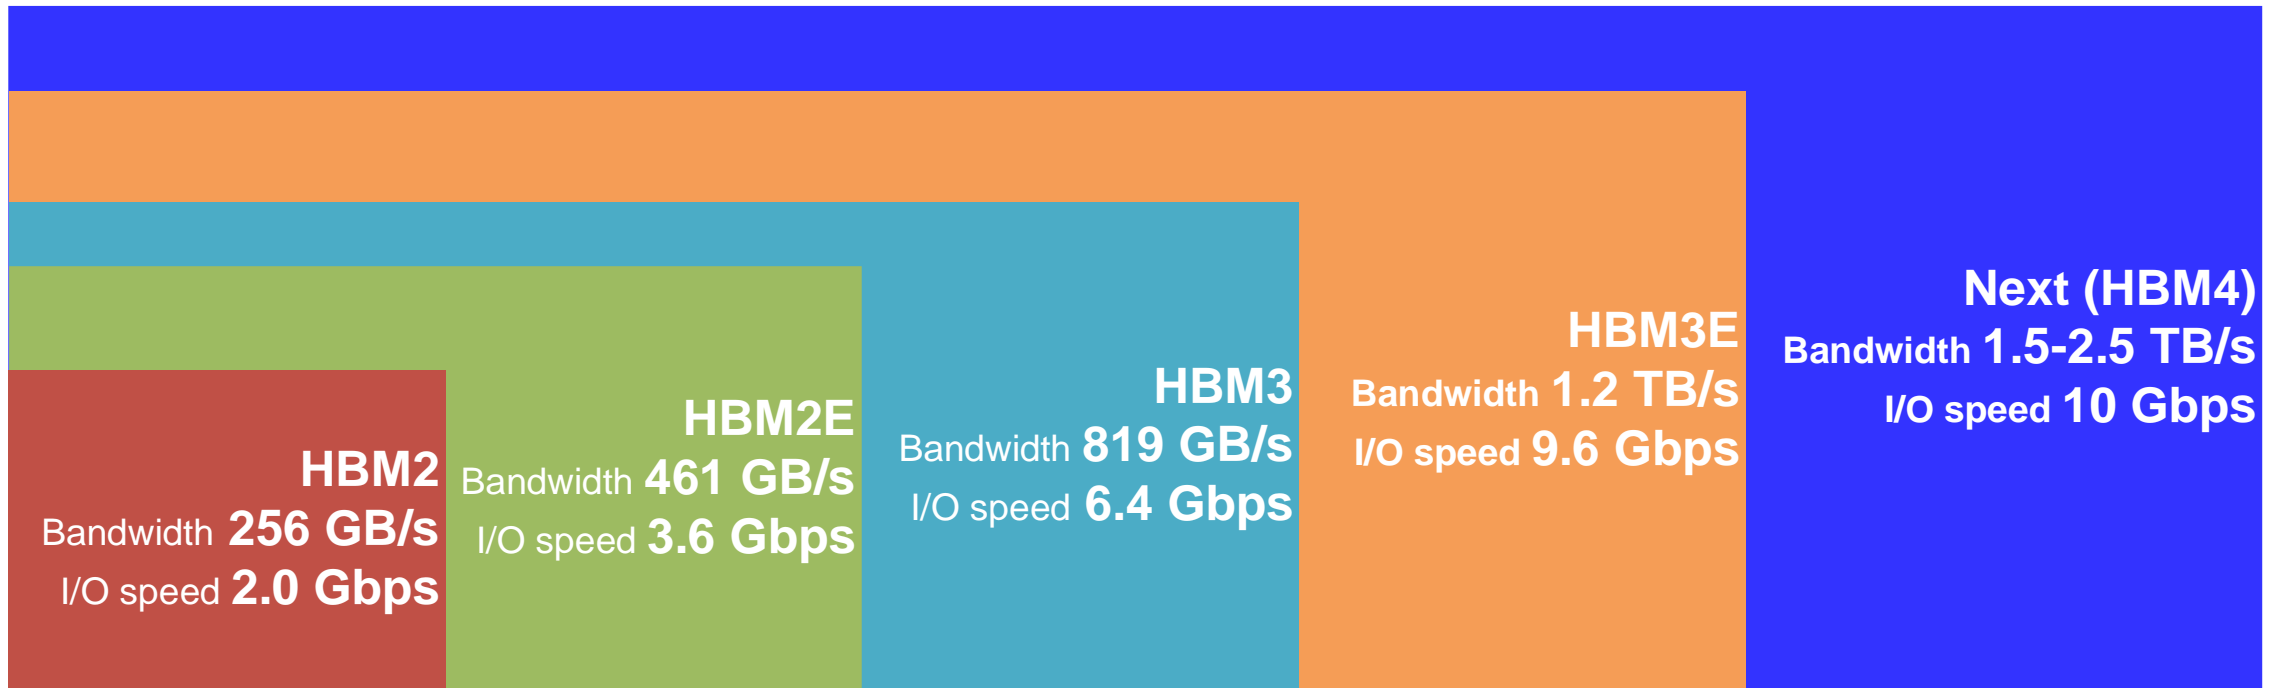 HBM2
Bandwidth 256 GB/s
I/O speed 2.0 Gbps
HBM2E
Bandwidth 461 GB/s
I/O speed 3.6 Gbps
HBM3
Bandwidth 819 GB/s
I/O speed 6.4 Gbps
HBM3E
Bandwidth 1.2 TB/s
I/O speed 9.6 Gbps
Next (HBM4)
Bandwidth 1.5-2.5 TB/s
I/O speed 10 Gbps